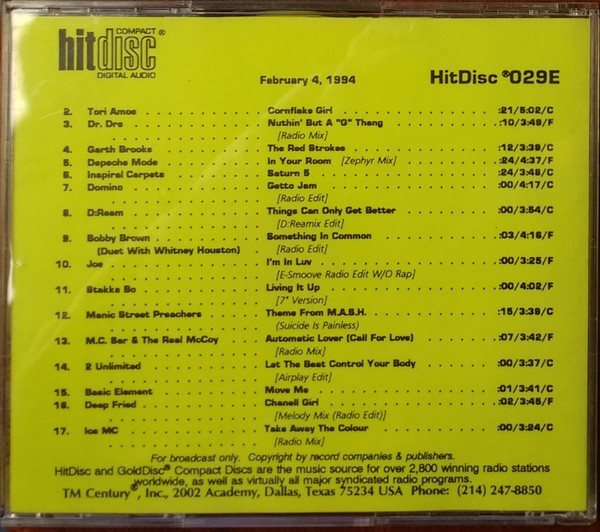 COMPACT
hitdisc®
DIGITAL AUDIO
February 4, 1994 HitDisc ®029E
2. Tori Amos . . . . . . . . . . Cornflake Girl . . . . . . . . . . :21/5:02/C
3. Dr. Dre . . . . . . . . . . Nuthin' But A "G" Thang . . . . . . . . . . :10/3:49/F
[Radio Mix]
4. Garth Brooks . . . . . . . . . . The Red Strokes . . . . . . . . . . :12/3:39/C
5. Depeche Mode . . . . . . . . . . In Your Room [Zephyr Mix] . . . . . . . . . . :24/4:37/F
6. Inspiral Carpets . . . . . . . . . . Saturn 5 . . . . . . . . . . :24/3:48/C
7. Domino . . . . . . . . . . Getto Jam . . . . . . . . . . :00/4:17/C
[Radio Edit]
8. D:Ream . . . . . . . . . . Things Can Only Get Better . . . . . . . . . . :00/3:54/C
[D:Reamix Edit]
9. Bobby Brown . . . . . . . . . . Something In Common . . . . . . . . . . :03/4:16/F
(Duet With Whitney Houston) . . . [Radio Edit]
10. Joe . . . . . . . . . . I'm In Luv . . . . . . . . . . :00/3:25/F
[E-Smoove Radio Edit W/O Rap]
11. Stakka Bo . . . . . . . . . . Living It Up . . . . . . . . . . :00/4:02/F
[7" Version]
12. Manic Street Preachers . . . . . . . . . . Theme From M.A.S.H. . . . . . . . . . . :15/3:39/C
(Suicide Is Painless)
13. M.C. Sar & The Real McCoy . . . . . Automatic Lover (Call For Love) . . . . . . . . . . :07/3:42/F
[Radio Mix]
14. 2 Unlimited . . . . . . . . . . Let The Beat Control Your Body . . . . . . . . . . :00/3:37/C
[Airplay Edit]
15. Basic Element . . . . . . . . . . Move Me . . . . . . . . . . :01/3:41/C
16. Deep Fried . . . . . . . . . . Chanell Girl . . . . . . . . . . :02/3:45/F
[Melody Mix (Radio Edit)]
17. Ice MC . . . . . . . . . . Take Away The Colour . . . . . . . . . . :00/3:24/C
[Radio Mix]
For broadcast only. Copyright by record companies & publishers.
HitDisc and GoldDisc® Compact Discs are the music source for over 2,800 winning radio stations
worldwide, as well as virtually all major syndicated radio programs.
TM Century®, Inc., 2002 Academy, Dallas, Texas 75234 USA Phone: (214) 247-8850